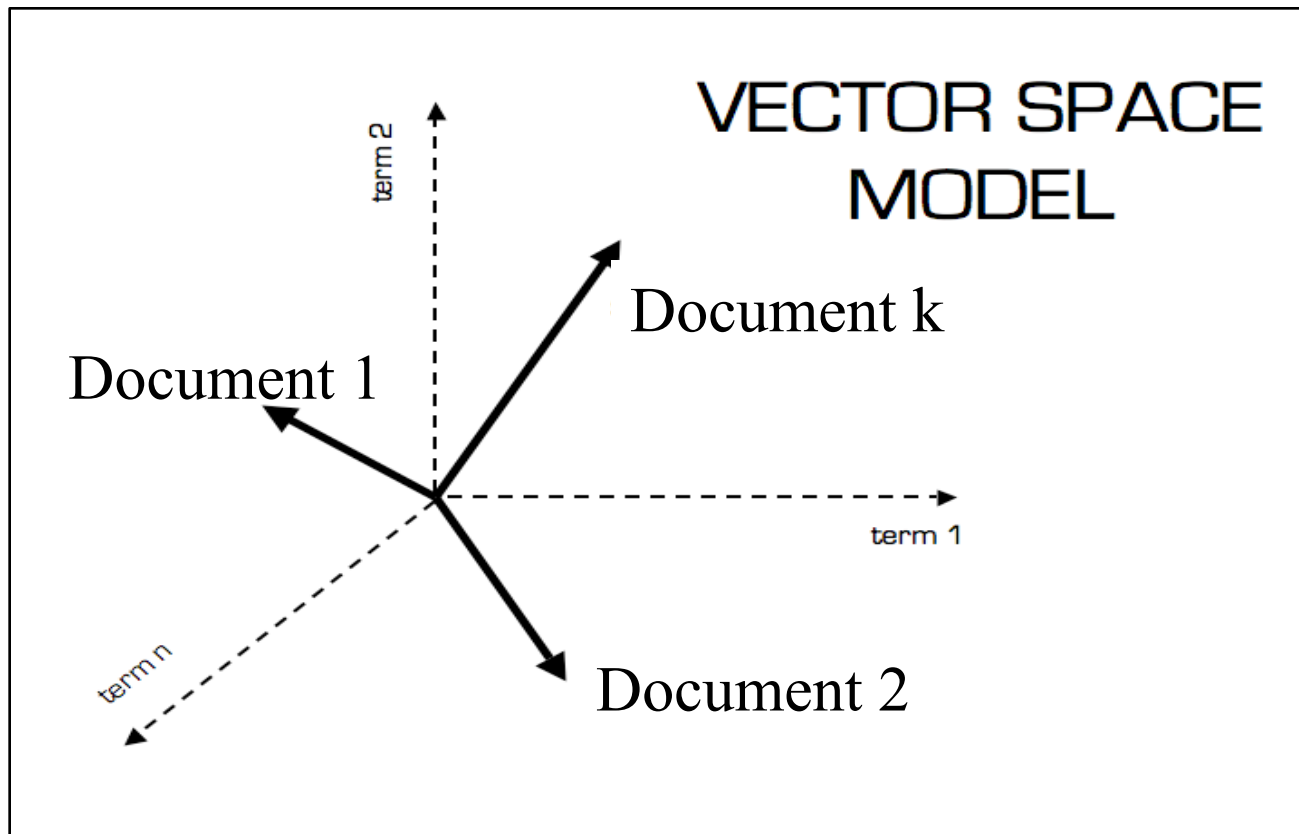 VECTOR SPACE
MODEL
term 2
Document k
Document 1
term 1
term n
Document 2